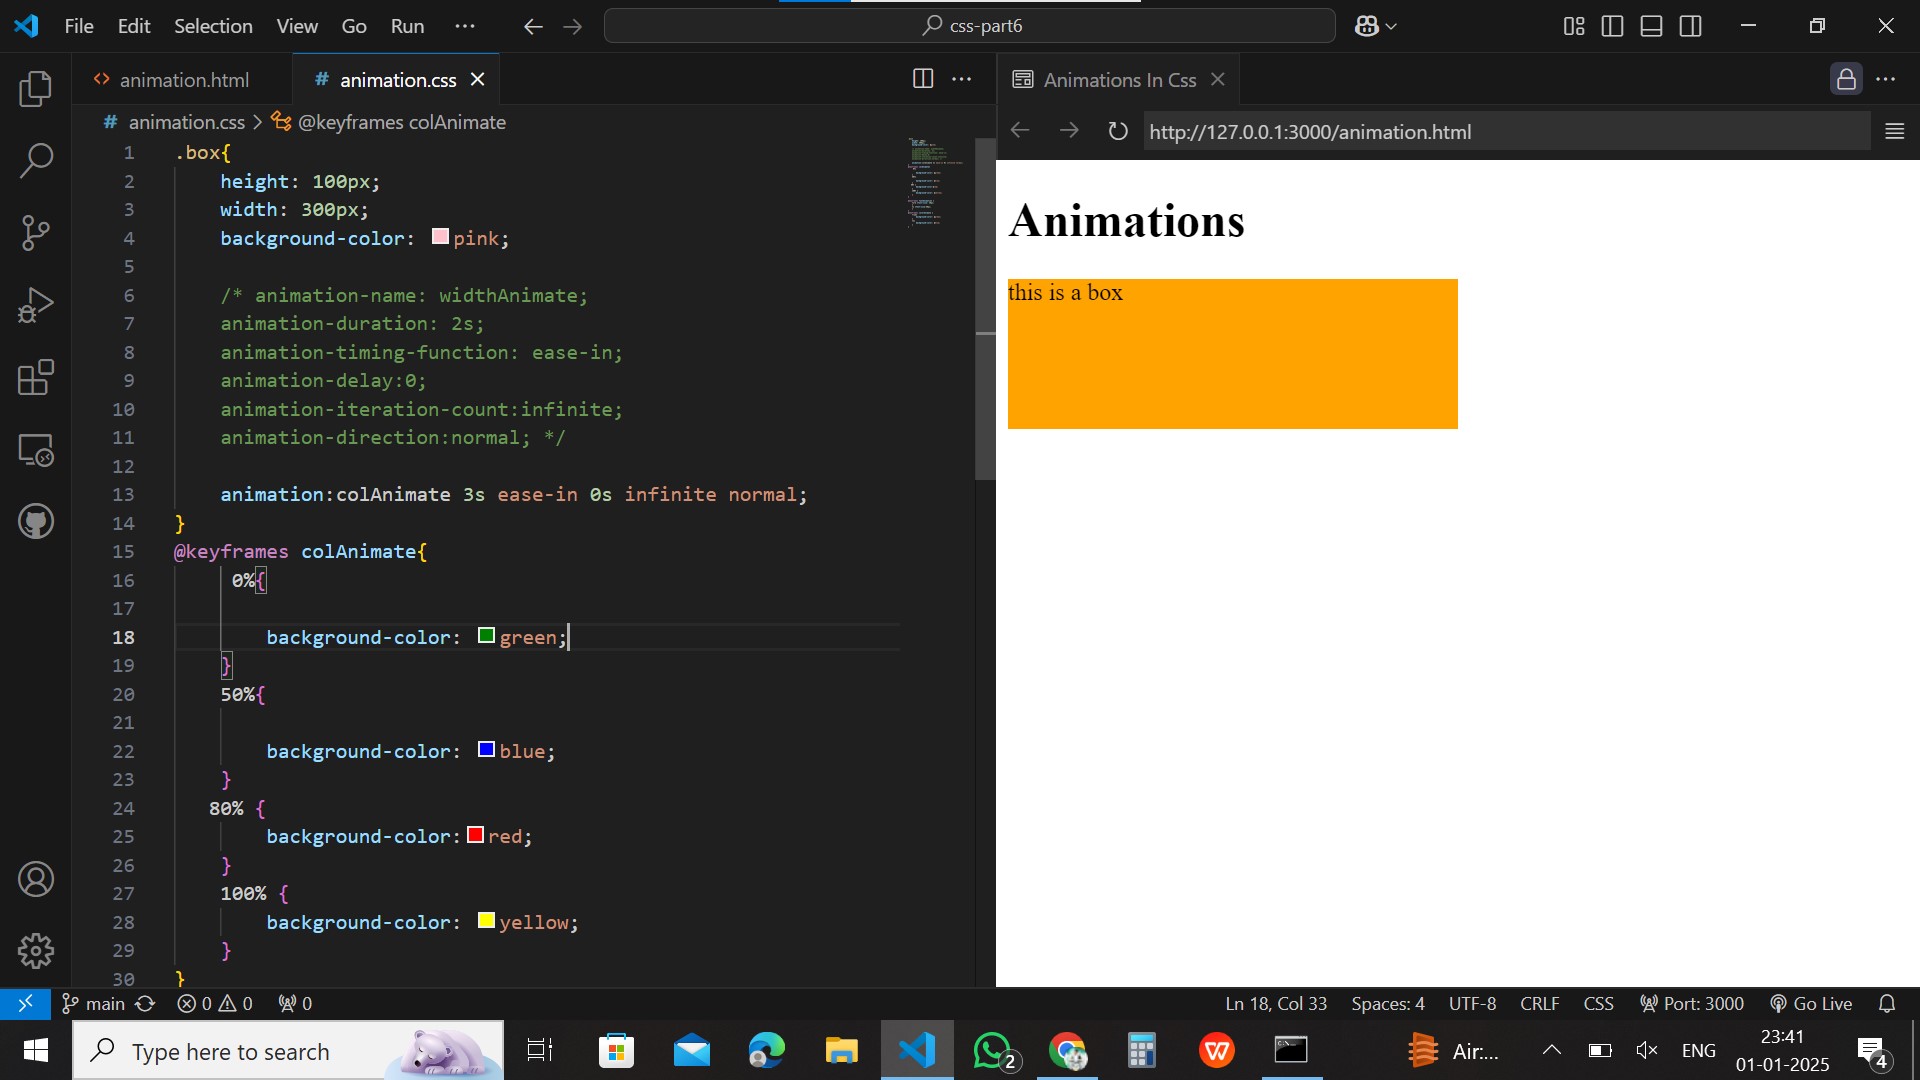 File Edit Selection View Go Run ··· css-part6
animation.html # animation.css Animations In Css
# animation.css > @keyframes colAnimate
http://127.0.0.1:3000/animation.html
1 .box{
2 height: 100px;
3 width: 300px;
4 background-color: pink;
5
6 /* animation-name: widthAnimate;
7 animation-duration: 2s;
8 animation-timing-function: ease-in;
9 animation-delay:0;
10 animation-iteration-count:infinite;
11 animation-direction:normal; */
12
13 animation:colAnimate 3s ease-in 0s infinite normal;
14 }
15 @keyframes colAnimate{
16 0%{
17
18 background-color: green;
19 }
20 50%{
21
22 background-color: blue;
23 }
24 80% {
25 background-color:red;
26 }
27 100% {
28 background-color: yellow;
29 }
30 }
Animations
this is a box
main 0 0 0 Ln 18, Col 33 Spaces: 4 UTF-8 CRLF CSS Port: 3000 Go Live
Type here to search 2 W Air:... ENG 23:41
01-01-2025 4